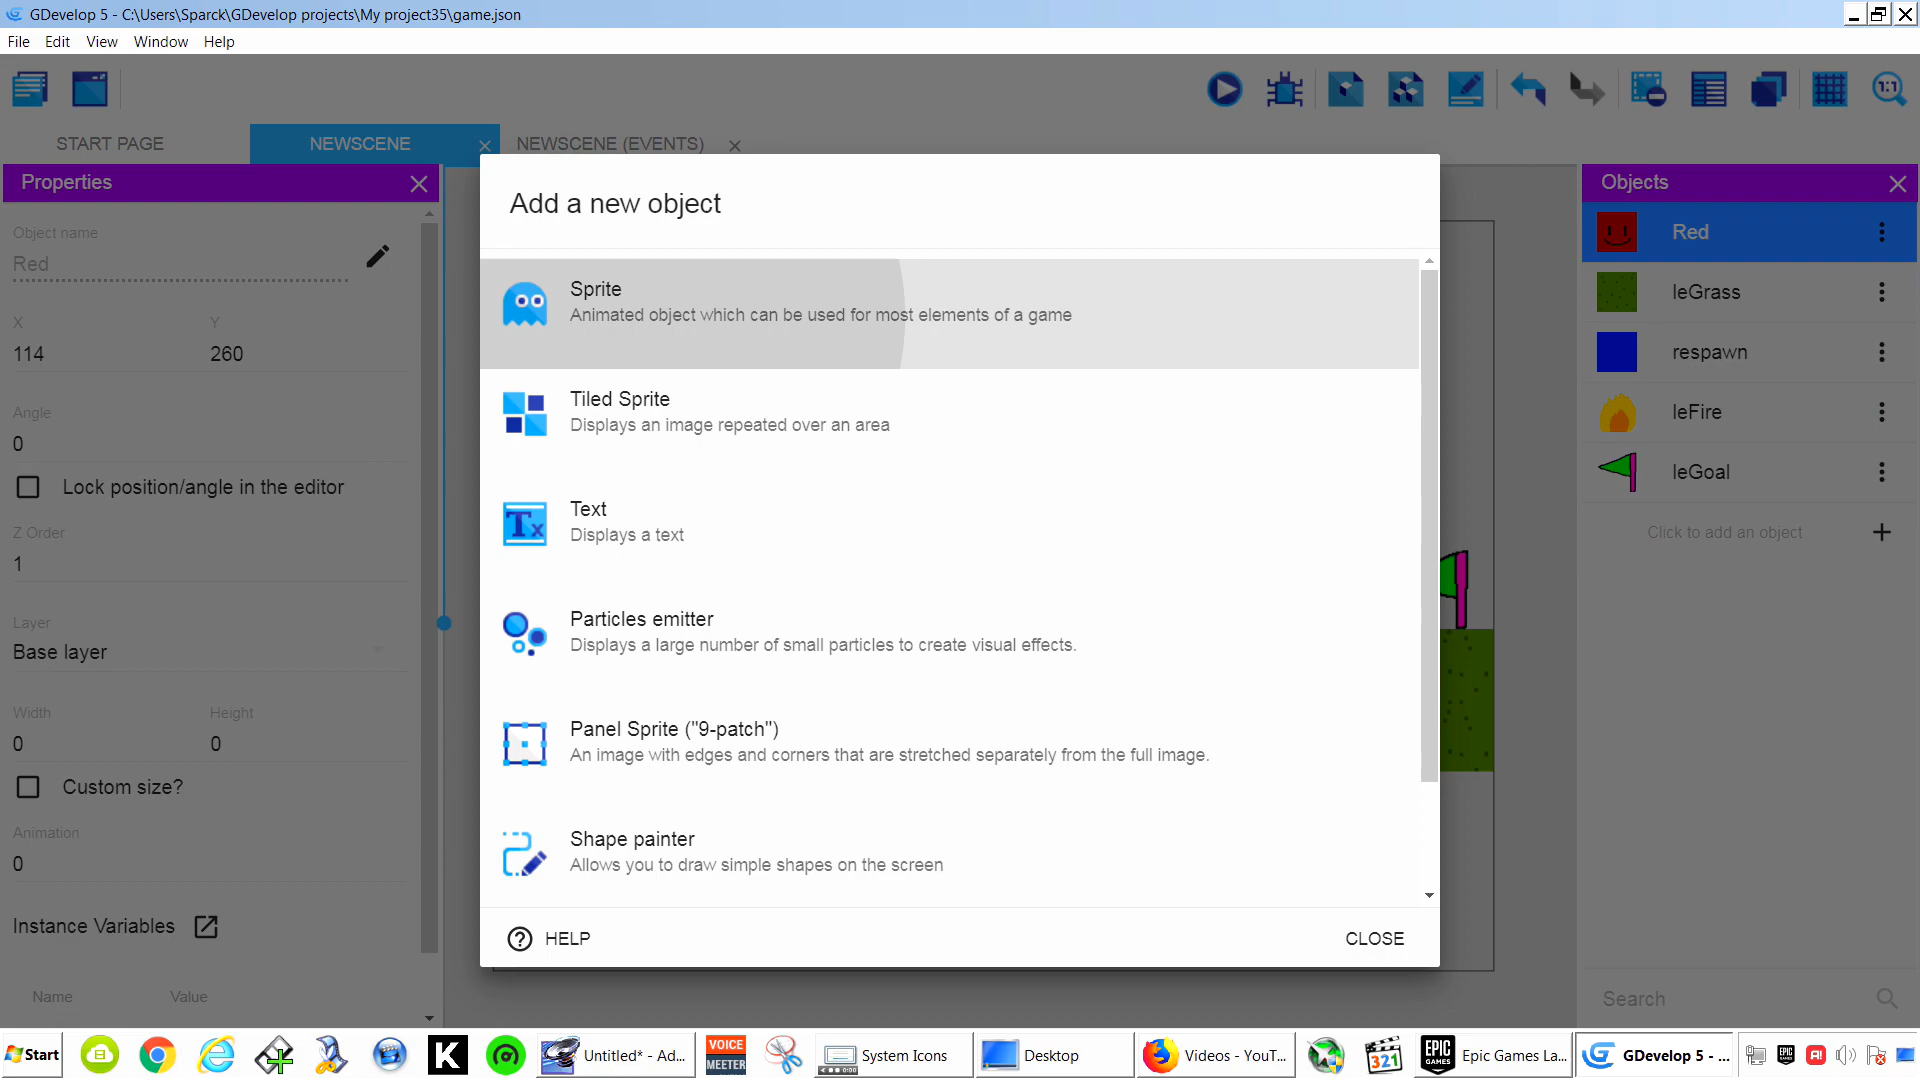 GDevelop 5 - C:\Users\Sparck\GDevelop projects\My project35\game.json
File Edit View Window Help
1:1
START PAGE
NEWSCENE
NEWSCENE (EVENTS)
Properties
Object name
Red
X Y
114 260
Angle
0
Lock position/angle in the editor
Z Order
1
Layer
Base layer
Width Height
0 0
Custom size?
Animation
0
Instance Variables
Name Value
Add a new object
Sprite
Animated object which can be used for most elements of a game
Tiled Sprite
Displays an image repeated over an area
Tx
Text
Displays a text
Particles emitter
Displays a large number of small particles to create visual effects.
Panel Sprite ("9-patch")
An image with edges and corners that are stretched separately from the full image.
Shape painter
Allows you to draw simple shapes on the screen
HELP
CLOSE
Objects
Red
leGrass
respawn
leFire
leGoal
Click to add an object
Search
Start
K
Untitled* - Ad...
VOICE
MEETER
System Icons
Desktop
Videos - YouT...
321
EPIC
GAMES
Epic Games La...
GDevelop 5 - ...